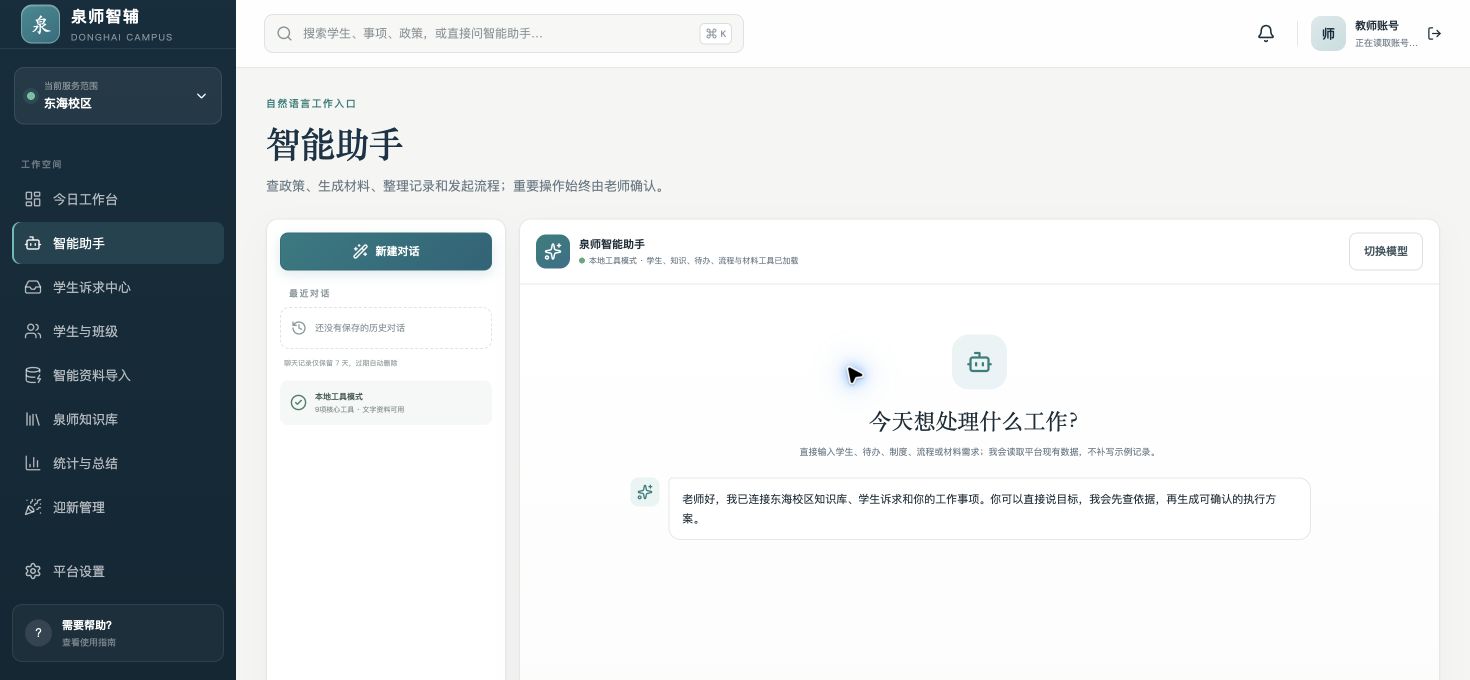 泉
泉师智辅
DONGHAI CAMPUS
当前服务范围
东海校区
工作空间
今日工作台
智能助手
学生诉求中心
学生与班级
智能资料导入
泉师知识库
统计与总结
迎新管理
平台设置
?
需要帮助?
查看使用指南
搜索学生、事项、政策，或直接问智能助手...
⌘ K
师
教师账号
正在读取账号...
自然语言工作入口
智能助手
查政策、生成材料、整理记录和发起流程；重要操作始终由老师确认。
新建对话
最近对话
还没有保存的历史对话
聊天记录仅保留 7 天，过期自动删除
本地工具模式
9项核心工具 · 文字资料可用
泉师智能助手
本地工具模式 · 学生、知识、待办、流程与材料工具已加载
切换模型
今天想处理什么工作？
直接输入学生、待办、制度、流程或材料需求；我会读取平台现有数据，不补写示例记录。
老师好，我已连接东海校区知识库、学生诉求和你的工作事项。你可以直接说目标，我会先查依据，再生成可确认的执行方
案。